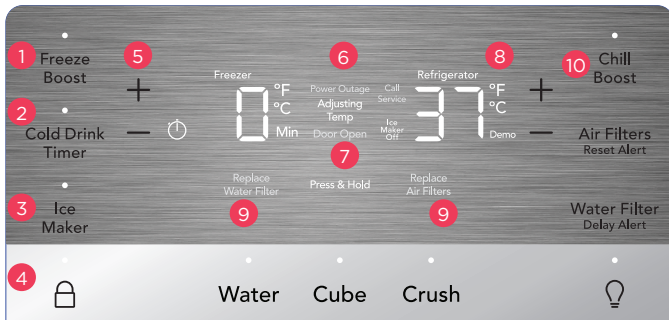 1
Freeze
Boost
2
Cold Drink
Timer
3
Ice
Maker
4
5
+
−
Freezer
0
°F
°C
Min
6
Power Outage
Adjusting
Temp
Door Open
7
Press & Hold
Call
Service
Ice
Maker
Off
Refrigerator
37
8
°F
°C
Demo
+
−
Replace
Water Filter
9
Replace
Air Filters
9
10
Chill
Boost
Air Filters
Reset Alert
Water Filter
Delay Alert
Water Cube Crush